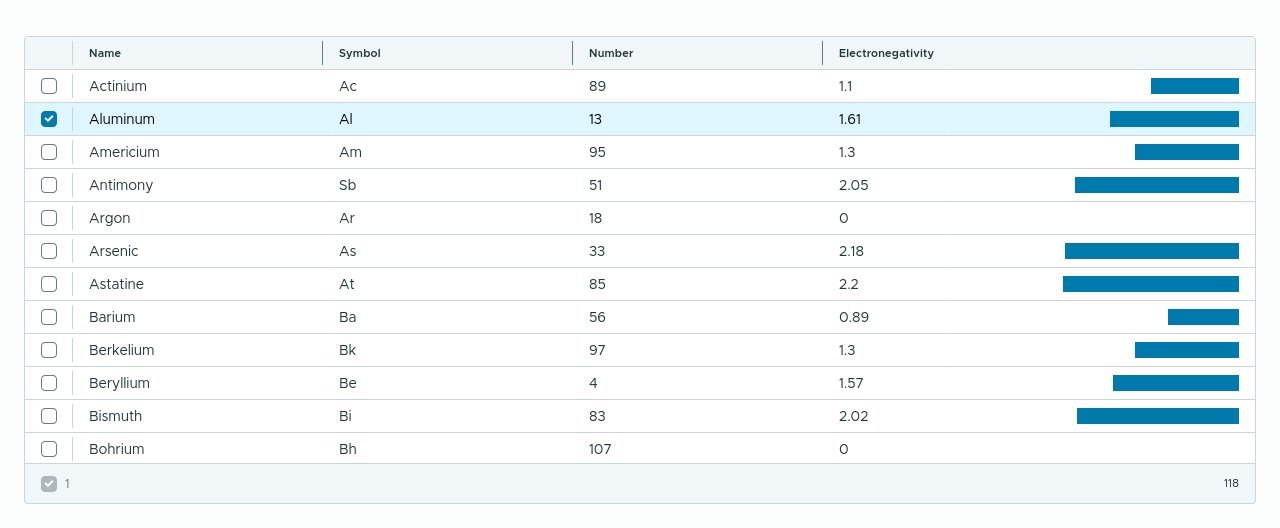 Name Symbol Number Electronegativity
Actinium Ac 89 1.1
Aluminum Al 13 1.61
Americium Am 95 1.3
Antimony Sb 51 2.05
Argon Ar 18 0
Arsenic As 33 2.18
Astatine At 85 2.2
Barium Ba 56 0.89
Berkelium Bk 97 1.3
Beryllium Be 4 1.57
Bismuth Bi 83 2.02
Bohrium Bh 107 0
1 118